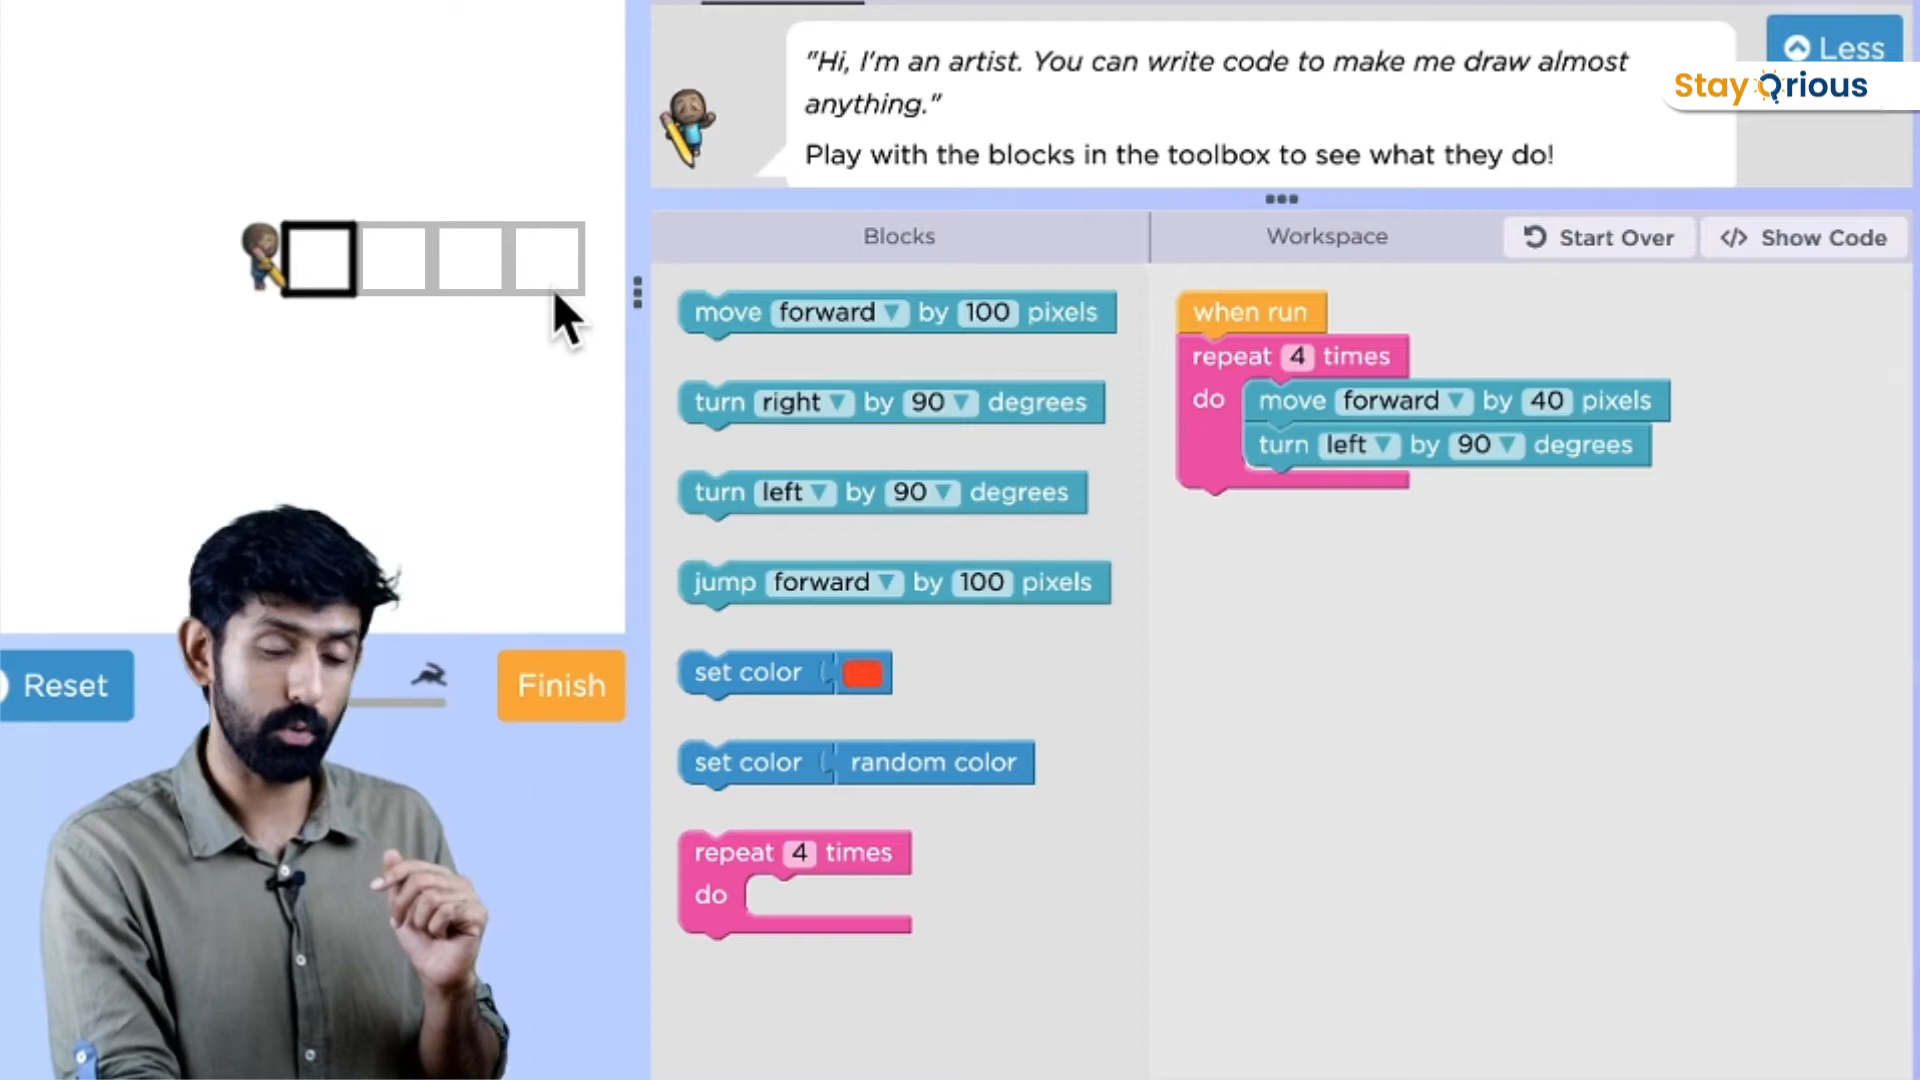 "Hi, I'm an artist. You can write code to make me draw almost
anything."
Play with the blocks in the toolbox to see what they do!
Less
Stay Qrious
Blocks
Workspace
Start Over
</> Show Code
move forward by 100 pixels
turn right by 90 degrees
turn left by 90 degrees
jump forward by 100 pixels
set color
set color random color
repeat 4 times
do
when run
repeat 4 times
do
move forward by 40 pixels
turn left by 90 degrees
Reset
Finish